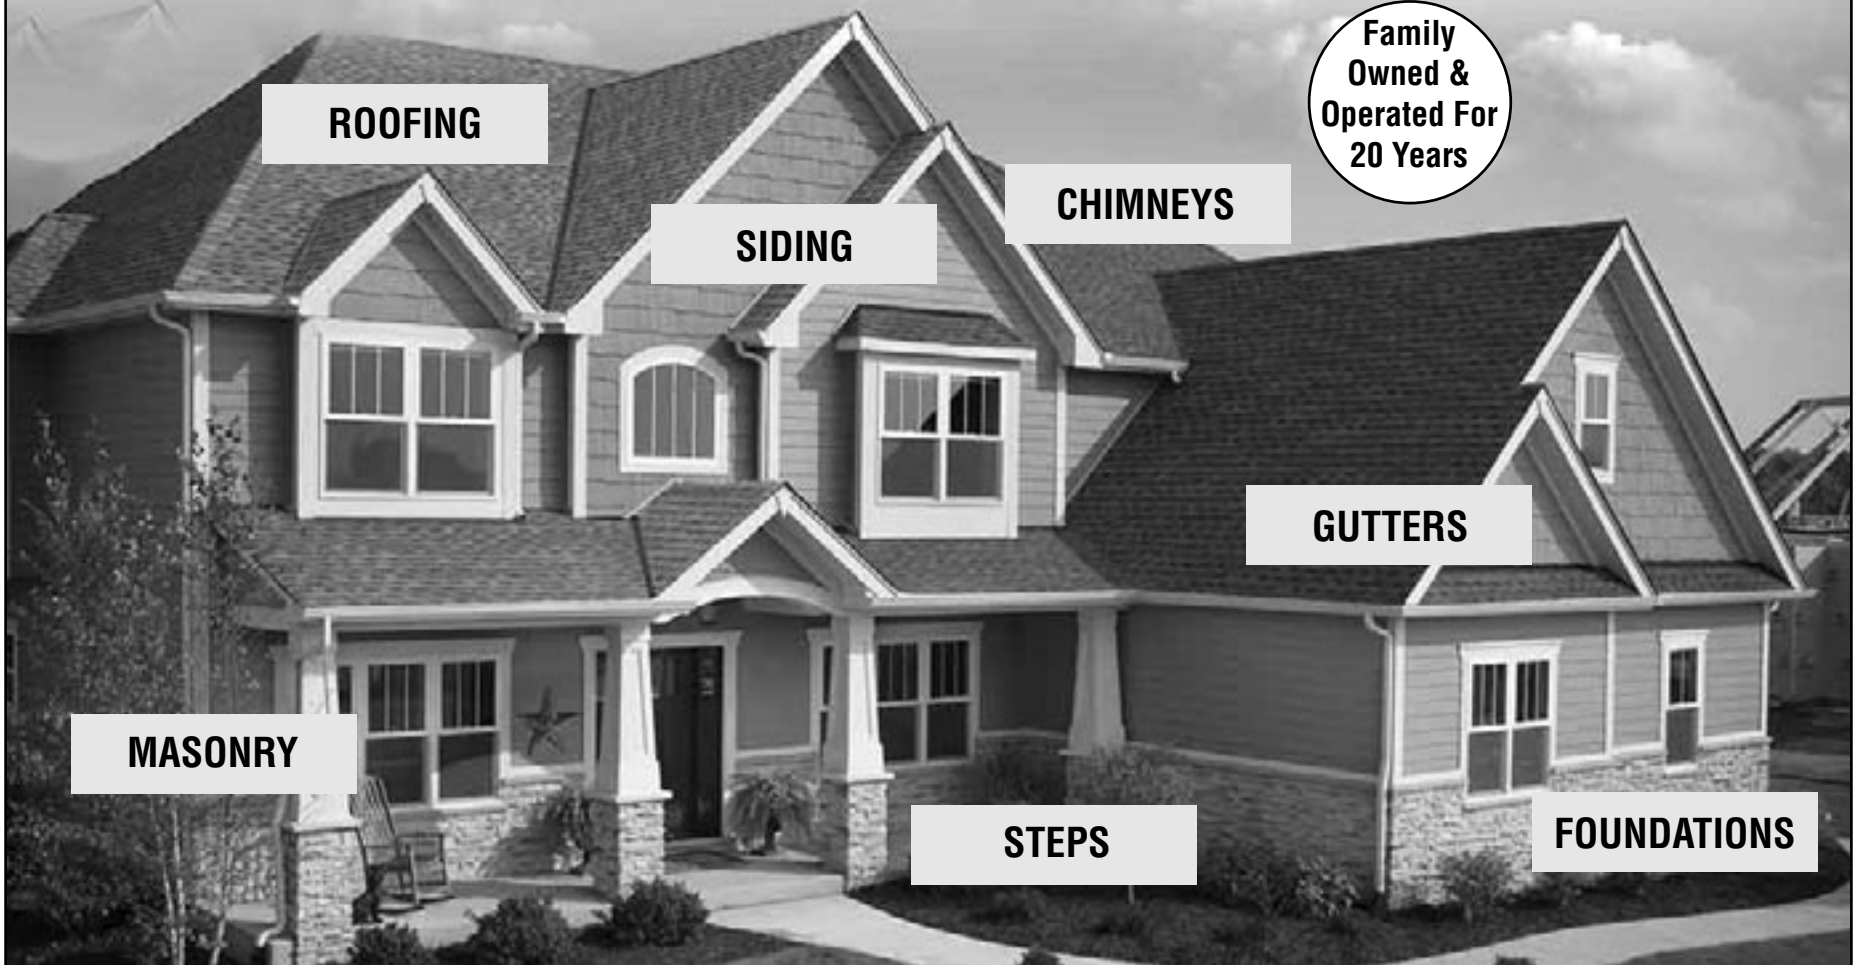 Family
Owned &
Operated For
20 Years
ROOFING
CHIMNEYS
SIDING
GUTTERS
MASONRY
STEPS
FOUNDATIONS